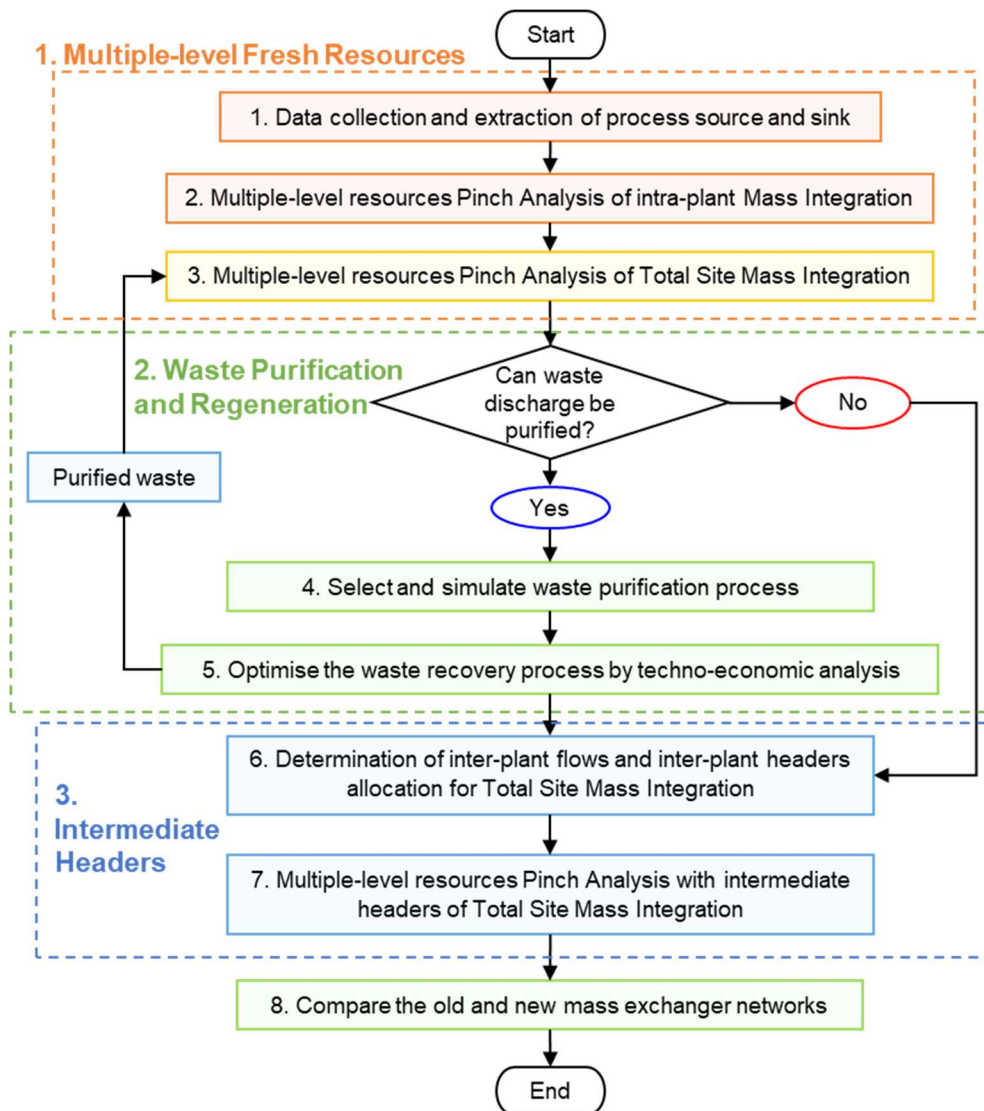 Start
1. Multiple-level Fresh Resources
1. Data collection and extraction of process source and sink
2. Multiple-level resources Pinch Analysis of intra-plant Mass Integration
3. Multiple-level resources Pinch Analysis of Total Site Mass Integration
2. Waste Purification
and Regeneration
Can waste
discharge be
purified?
No
Purified waste
Yes
4. Select and simulate waste purification process
5. Optimise the waste recovery process by techno-economic analysis
3.
Intermediate
Headers
6. Determination of inter-plant flows and inter-plant headers
allocation for Total Site Mass Integration
7. Multiple-level resources Pinch Analysis with intermediate
headers of Total Site Mass Integration
8. Compare the old and new mass exchanger networks
End